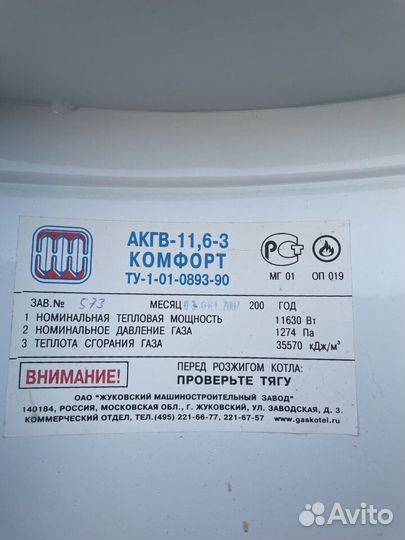 АКГВ-11,6-3
КОМФОРТ
ТУ-1-01-0893-90
МГ 01 ОП 019
ЗАВ.№ 573 МЕСЯЦ 200 ГОД
1 НОМИНАЛЬНАЯ ТЕПЛОВАЯ МОЩНОСТЬ 11630 Вт
2 НОМИНАЛЬНОЕ ДАВЛЕНИЕ ГАЗА 1274 Па
3 ТЕПЛОТА СГОРАНИЯ ГАЗА 35570 кДж/м³
ВНИМАНИЕ!
ПЕРЕД РОЗЖИГОМ КОТЛА:
ПРОВЕРЬТЕ ТЯГУ
ОАО "ЖУКОВСКИЙ МАШИНОСТРОИТЕЛЬНЫЙ ЗАВОД"
140184, РОССИЯ, МОСКОВСКАЯ ОБЛ., Г. ЖУКОВСКИЙ, УЛ. ЗАВОДСКАЯ, Д. 3.
КОММЕРЧЕСКИЙ ОТДЕЛ, ТЕЛ.(495) 221-66-77, 221-67-57 www.gaskotel.ru
Avito